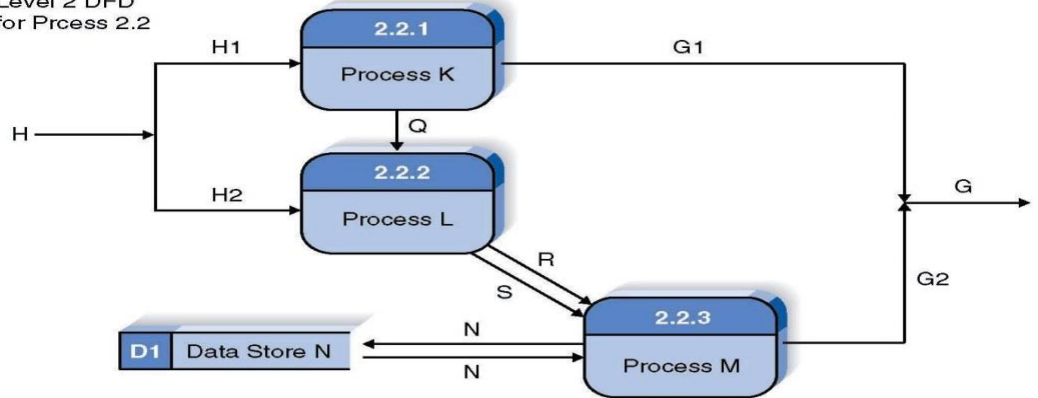 Level 2 DFD
for Prcess 2.2
2.2.1
Process K
H1
G1
H
Q
2.2.2
Process L
H2
G
R
S
G2
2.2.3
Process M
N
N
D1 Data Store N